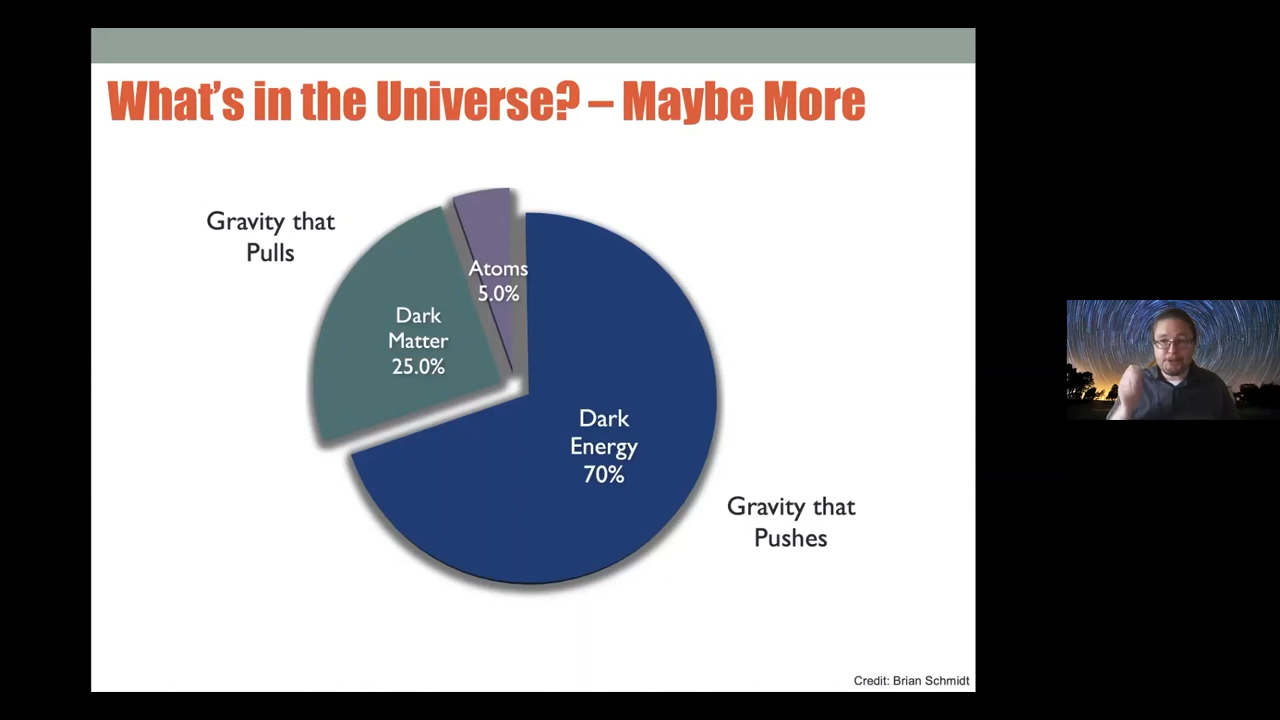 What's in the Universe? – Maybe More
Gravity that
Pulls
Atoms
5.0%
Dark
Matter
25.0%
Dark
Energy
70%
Gravity that
Pushes
Credit: Brian Schmidt